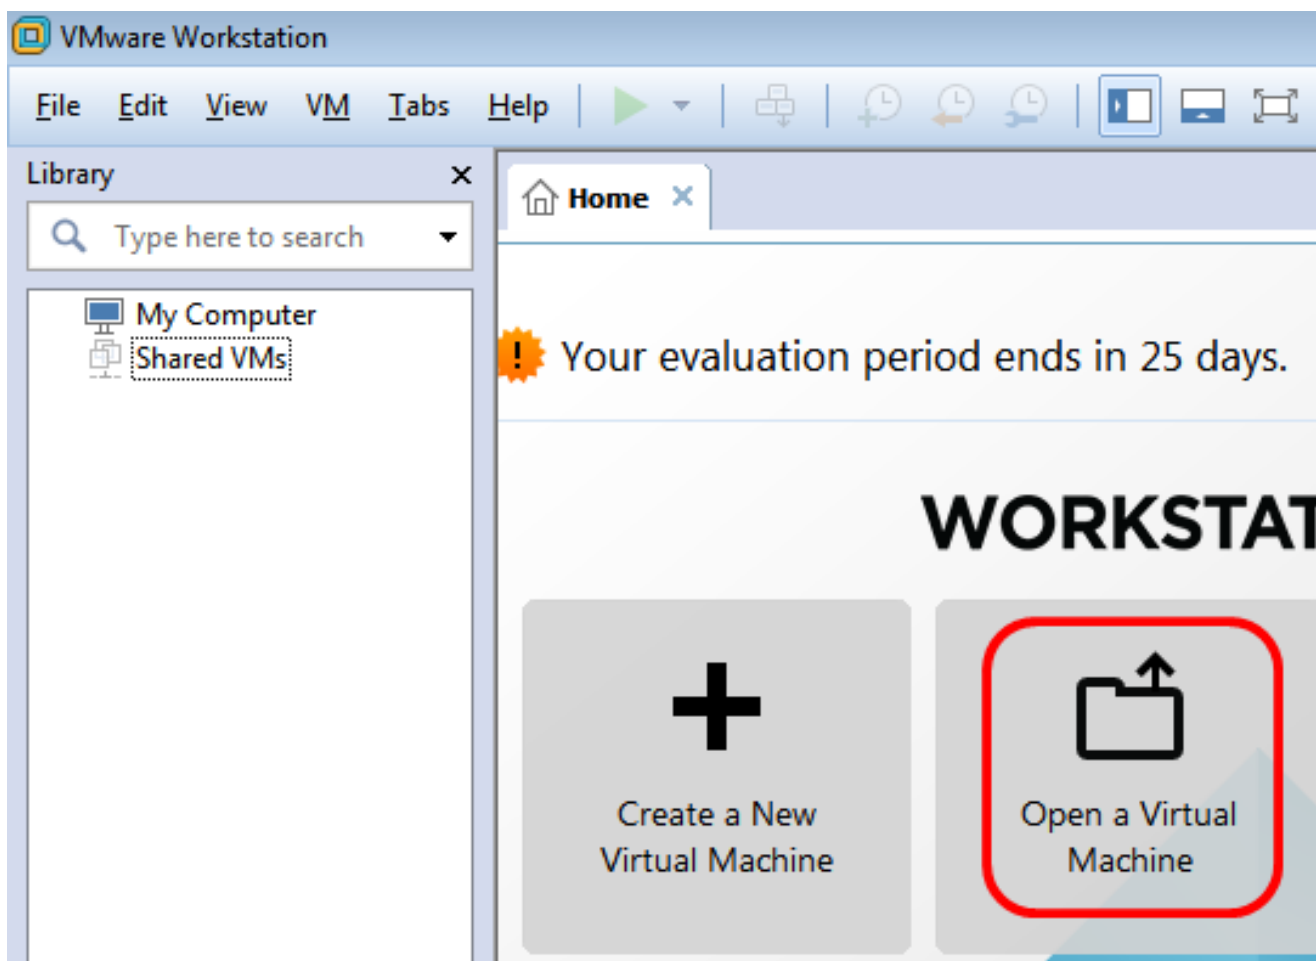 VMware Workstation
File Edit View VM Tabs Help
Library
Home
Type here to search
My Computer
Shared VMs
! Your evaluation period ends in 25 days.
WORKSTAT
Create a New
Virtual Machine
Open a Virtual
Machine